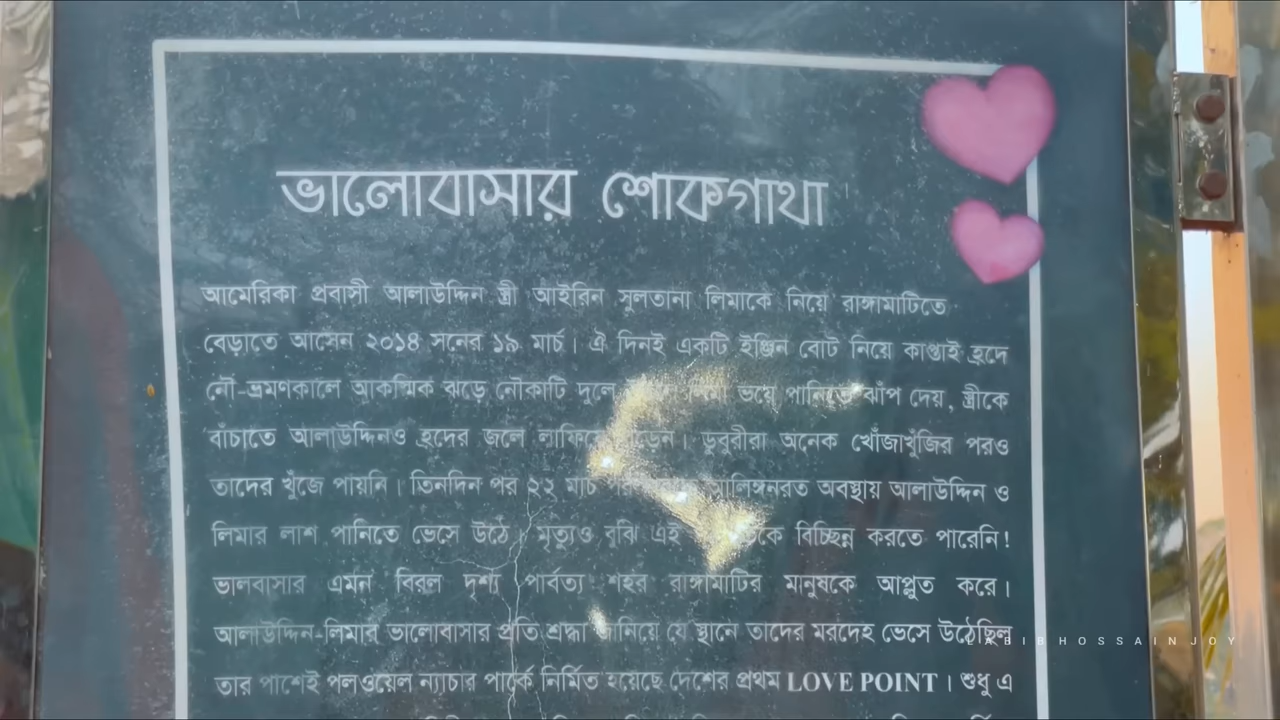 ভালোবাসার শোকগাথা
আমেরিকা প্রবাসী আলাউদ্দিন স্ত্রী আইরিন সুলতানা লিমাকে নিয়ে রাঙ্গামাটিতে
বেড়াতে আসেন ২০১৪ সনের ১৯ মার্চ। ঐ দিনই একটি ইঞ্জিন বোট নিয়ে কাপ্তাই হ্রদে
নৌ-ভ্রমণকালে আকস্মিক ঝড়ে নৌকাটি দুলে ভয়ে পানিতে ঝাঁপ দেয়, স্ত্রীকে
বাঁচাতে আলাউদ্দিনও হ্রদের জলে লাফিয়ে পড়েন। ডুবুরীরা অনেক খোঁজাখুঁজির পরও
তাদের খুঁজে পায়নি। তিনদিন পর ২২ মার্চ আলিঙ্গনরত অবস্থায় আলাউদ্দিন ও
লিমার লাশ পানিতে ভেসে উঠে। মৃত্যুও বুঝি এই বিচ্ছিন্ন করতে পারেনি!
ভালবাসার এমন বিরল দৃশ্য পার্বত্য শহর রাঙ্গামাটির মানুষকে আপ্লুত করে।
আলাউদ্দিন-লিমার ভালোবাসার প্রতি শ্রদ্ধা জানিয়ে যে স্থানে তাদের মরদেহ ভেসে উঠেছিল
তার পাশেই পলওয়েল ন্যাচার পার্কে নির্মিত হয়েছে দেশের প্রথম LOVE POINT। শুধু এ
LABIBHOSSAINJOY